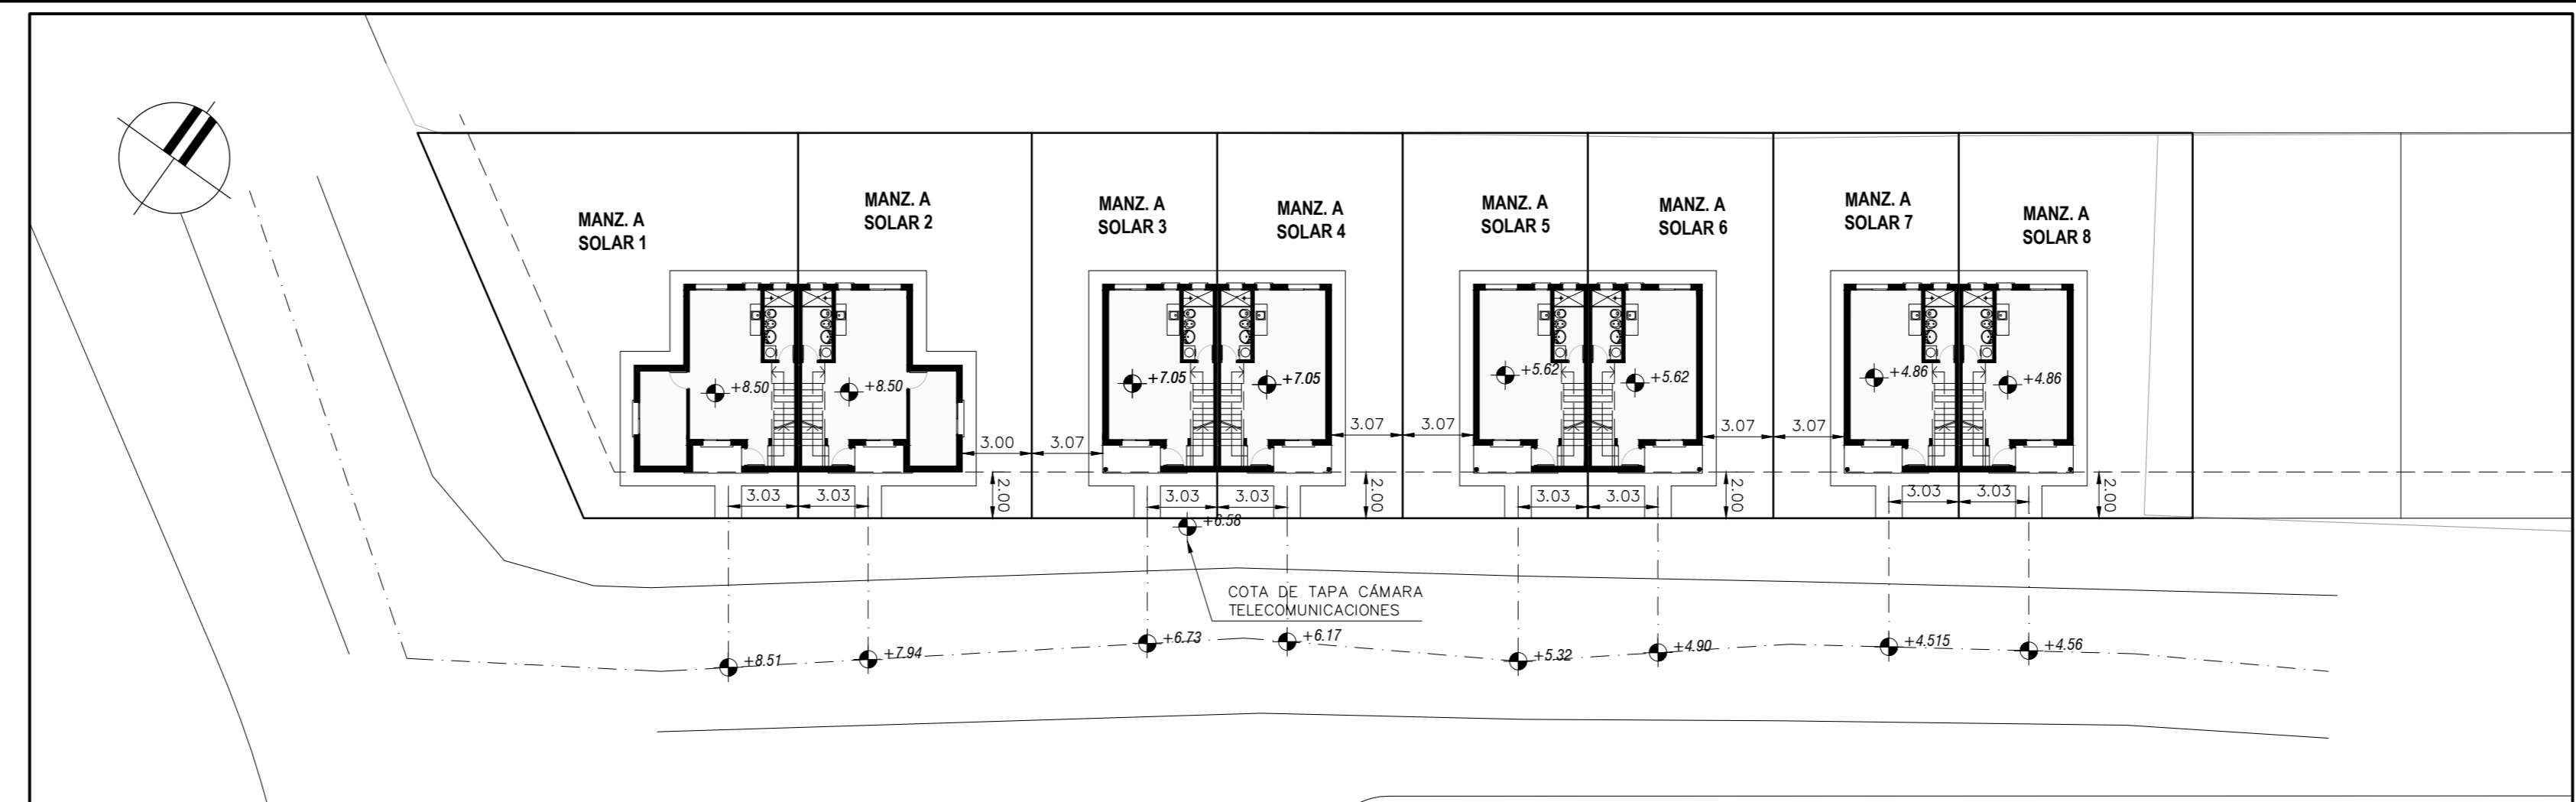 MANZ. A
SOLAR 1
MANZ. A
SOLAR 2
MANZ. A
SOLAR 3
MANZ. A
SOLAR 4
MANZ. A
SOLAR 5
MANZ. A
SOLAR 6
MANZ. A
SOLAR 7
MANZ. A
SOLAR 8
+8.50
+8.50
+7.05
+7.05
+5.62
+5.62
+4.86
+4.86
3.00
3.07
3.07
3.07
3.07
3.07
3.03
3.03
2.00
3.03
3.03
2.00
3.03
3.03
2.00
3.03
3.03
2.00
+6.58
COTA DE TAPA CÁMARA
TELECOMUNICACIONES
+8.51
+7.94
+6.73
+6.17
+5.32
+4.90
+4.515
+4.56